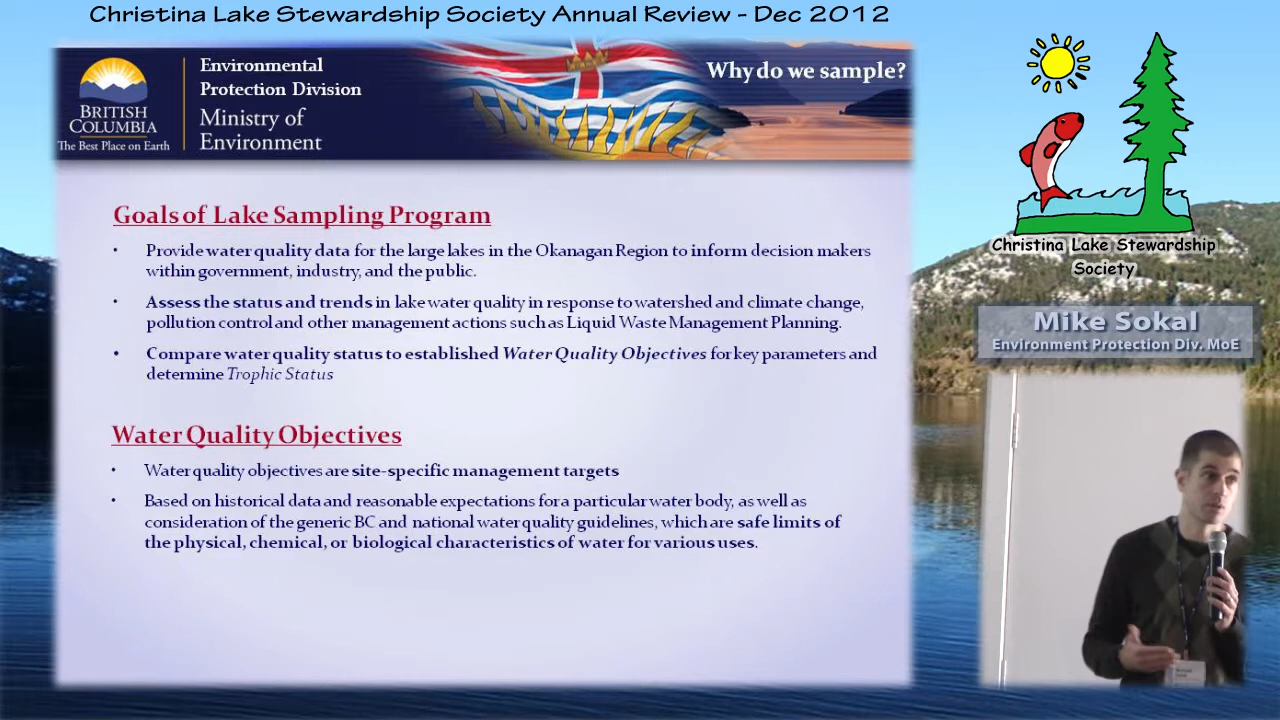 Christina Lake Stewardship Society Annual Review - Dec 2012
BRITISH
COLUMBIA
The Best Place on Earth
Environmental
Protection Division
Ministry of
Environment
Why do we sample?
Goals of Lake Sampling Program
• Provide water quality data for the large lakes in the Okanagan Region to inform decision makers
within government, industry, and the public.
• Assess the status and trends in lake water quality in response to watershed and climate change,
pollution control and other management actions such as Liquid Waste Management Planning.
• Compare water quality status to established Water Quality Objectives for key parameters and
determine Trophic Status
Water Quality Objectives
• Water quality objectives are site-specific management targets
• Based on historical data and reasonable expectations for a particular water body, as well as
consideration of the generic BC and national water quality guidelines, which are safe limits of
the physical, chemical, or biological characteristics of water for various uses.
Christina Lake Stewardship
Society
Mike Sokal
Environment Protection Div. MoE